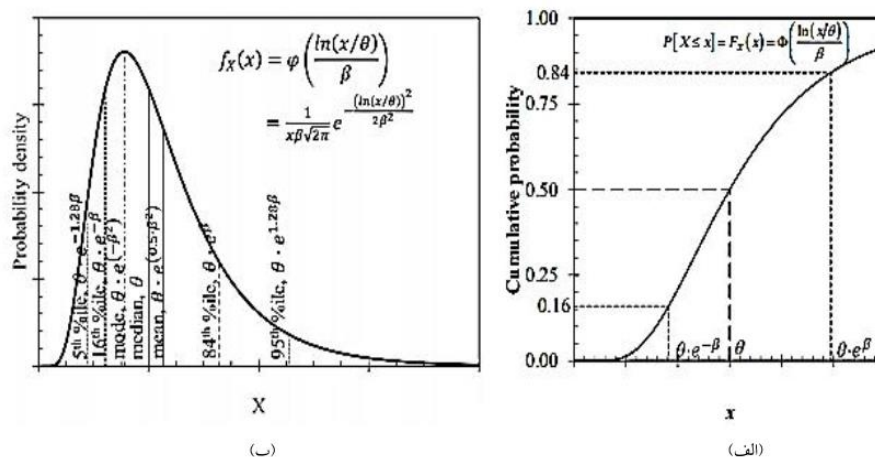 f_X(x) = φ(ln(x/θ)/β)
= 1/(xβ√2π) e^((ln(x/θ))²/2β²)
Probability density
5th %ile, θ · e^−1.28β
16th %ile, θ · e^−β
mode, θ · e^(−β²)
median, θ
mean, θ · e^(0.5·β²)
84th %ile, θ · e^β
95th %ile, θ · e^1.28β
X
(ب)
1.00
P[X≤x] = F_X(x) = Φ(ln(x/θ)/β)
0.84
0.75
0.50
0.25
0.16
0.00
Cumulative probability
θ·e^−β
θ
θ·e^β
x
(الف)